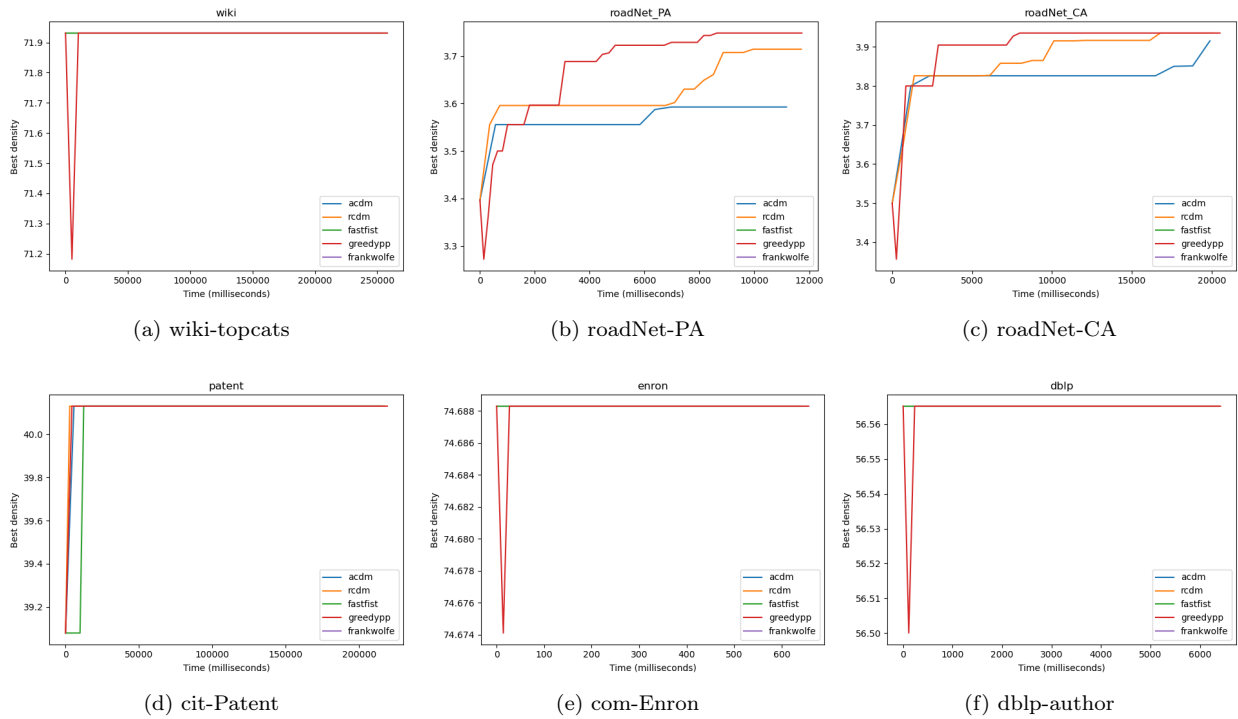 wiki
71.9
71.8
71.7
71.6
71.5
71.4
71.3
71.2
Best density
0 50000 100000 150000 200000 250000
Time (milliseconds)
acdm
rcdm
fastfist
greedypp
frankwolfe
(a) wiki-topcats
roadNet_PA
3.7
3.6
3.5
3.4
3.3
Best density
0 2000 4000 6000 8000 10000 12000
Time (milliseconds)
acdm
rcdm
fastfist
greedypp
frankwolfe
(b) roadNet-PA
roadNet_CA
3.9
3.8
3.7
3.6
3.5
3.4
Best density
0 5000 10000 15000 20000
Time (milliseconds)
acdm
rcdm
fastfist
greedypp
frankwolfe
(c) roadNet-CA
patent
40.0
39.8
39.6
39.4
39.2
Best density
0 50000 100000 150000 200000
Time (milliseconds)
acdm
rcdm
fastfist
greedypp
frankwolfe
(d) cit-Patent
enron
74.688
74.686
74.684
74.682
74.680
74.678
74.676
74.674
Best density
0 100 200 300 400 500 600
Time (milliseconds)
acdm
rcdm
fastfist
greedypp
frankwolfe
(e) com-Enron
dblp
56.56
56.55
56.54
56.53
56.52
56.51
56.50
Best density
0 1000 2000 3000 4000 5000 6000
Time (milliseconds)
acdm
rcdm
fastfist
greedypp
frankwolfe
(f) dblp-author